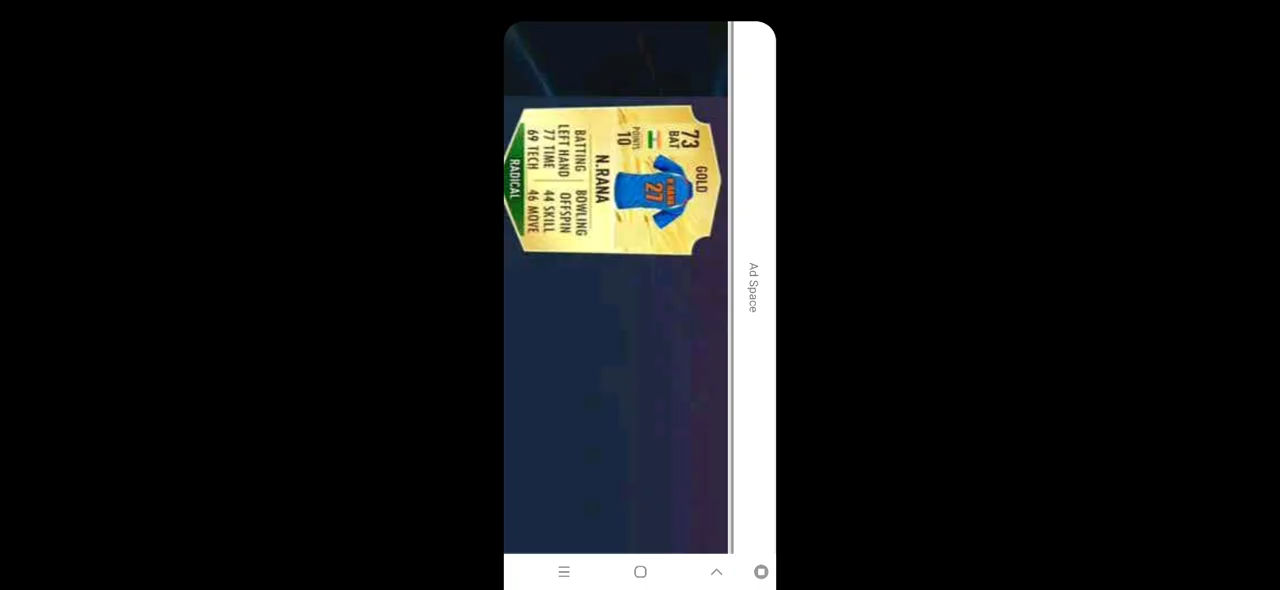 GOLD
73
BAT
POINTS
10
N.RANA
27
N.RANA
BATTING
LEFT HAND
77 TIME
69 TECH
BOWLING
OFFSPIN
44 SKILL
46 MOVE
RADICAL
Ad Space